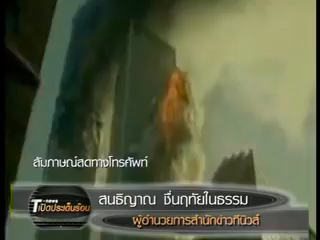 สัมภาษณ์สดทางโทรศัพท์
สนธิญาณ ชื่นฤทัยในธรรม
T-news
เปิดประเด็นร้อน
ผู้อำนวยการสำนักข่าวทีนิวส์